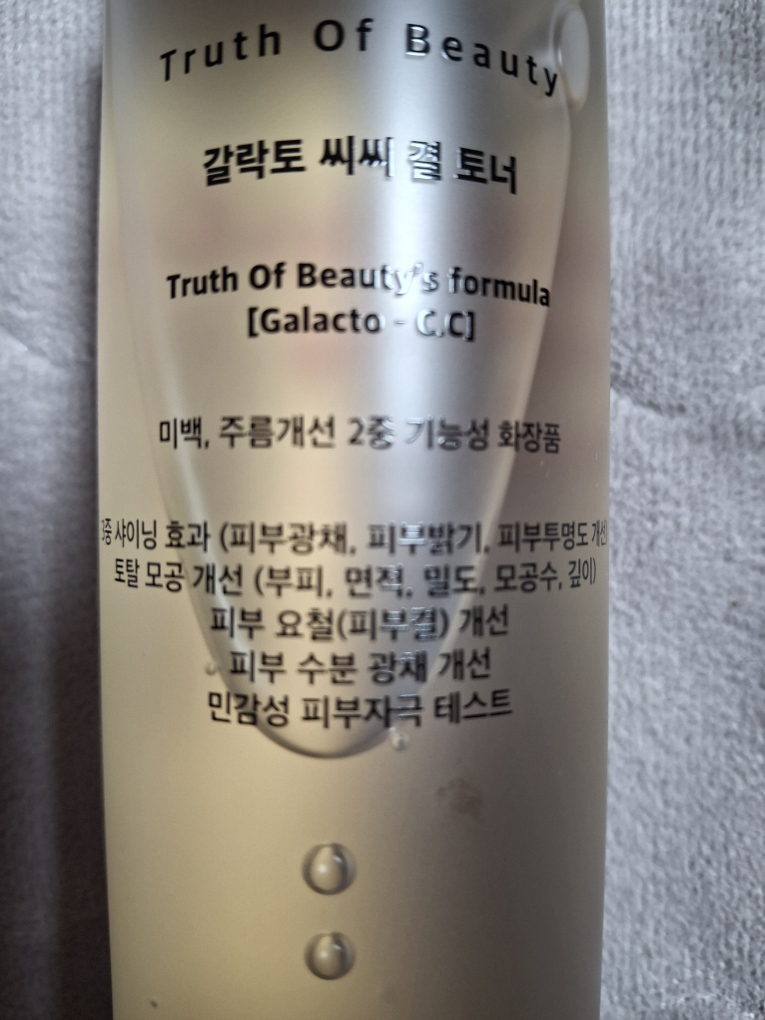 Truth Of Beauty
갈락토 씨씨 결 토너
Truth Of Beauty's formula
[Galacto - C.C]
미백, 주름개선 2중 기능성 화장품
3중 샤이닝 효과 (피부광채, 피부밝기, 피부투명도 개선)
토탈 모공 개선 (부피, 면적, 밀도, 모공수, 깊이)
피부 요철(피부결) 개선
피부 수분 광채 개선
민감성 피부자극 테스트